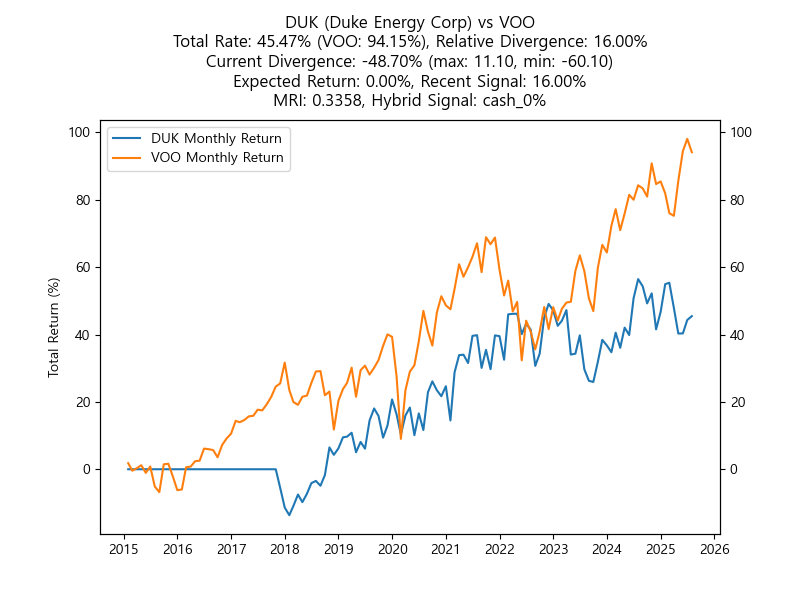 DUK (Duke Energy Corp) vs VOO
Total Rate: 45.47% (VOO: 94.15%), Relative Divergence: 16.00%
Current Divergence: -48.70% (max: 11.10, min: -60.10)
Expected Return: 0.00%, Recent Signal: 16.00%
MRI: 0.3358, Hybrid Signal: cash_0%
DUK Monthly Return
VOO Monthly Return
Total Return (%)
100
80
60
40
20
0
100
80
60
40
20
0
2015 2016 2017 2018 2019 2020 2021 2022 2023 2024 2025 2026